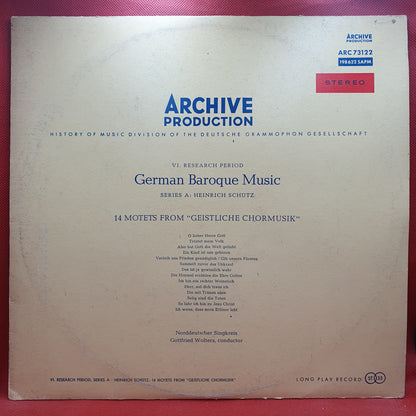 ARCHIVE
PRODUCTION
ARC 73122
198622 SAPM
STEREO
ARCHIVE
PRODUCTION
HISTORY OF MUSIC DIVISION OF THE DEUTSCHE GRAMMOPHON GESELLSCHAFT
VI. RESEARCH PERIOD
German Baroque Music
SERIES A: HEINRICH SCHUTZ
14 MOTETS FROM "GEISTLICHE CHORMUSIK"
O lieber Herre Gott
Tröstet mein Volk
Also hat Gott die Welt geliebt
Ein Kind ist uns geboren
Verleih uns Frieden genädiglich / Gib unsern Fürsten
Sammelt zuvor das Unkraut
Das ist je gewisslich wahr
Die Himmel erzählen die Ehre Gottes
Ich bin ein rechter Weinstock
Herr, auf dich traue ich
Die mit Tränen säen
Selig sind die Toten
So fahr ich hin zu Jesu Christ
Ich weiss, dass mein Erlöser lebt
Norddeutscher Singkreis
Gottfried Wolters, conductor
VI. RESEARCH PERIOD, SERIES A - HEINRICH SCHUTZ: 14 MOTETS FROM "GEISTLICHE CHORMUSIK"
LONG PLAY RECORD
ST 33